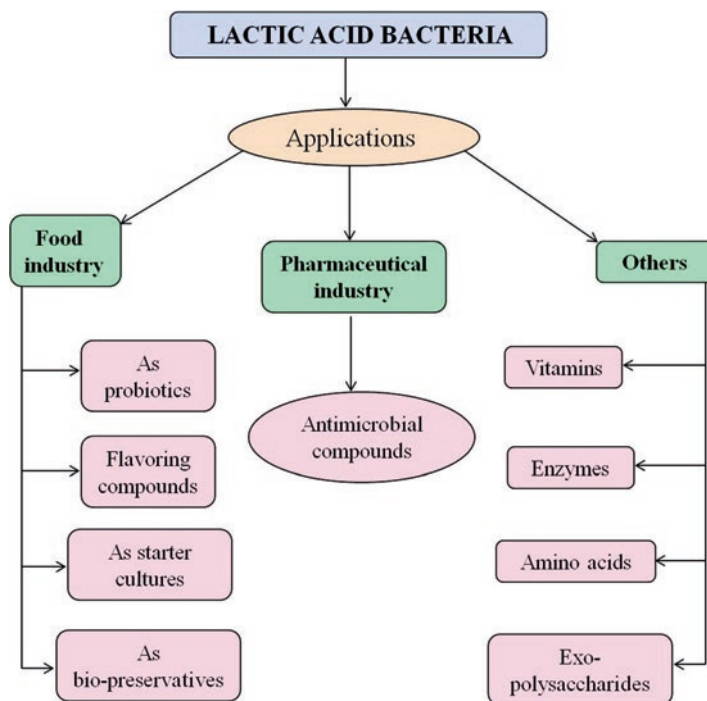 LACTIC ACID BACTERIA
Applications
Food
industry
Pharmaceutical
industry
Others
As
probiotics
Flavoring
compounds
As starter
cultures
As
bio-preservatives
Antimicrobial
compounds
Vitamins
Enzymes
Amino acids
Exo-
polysaccharides